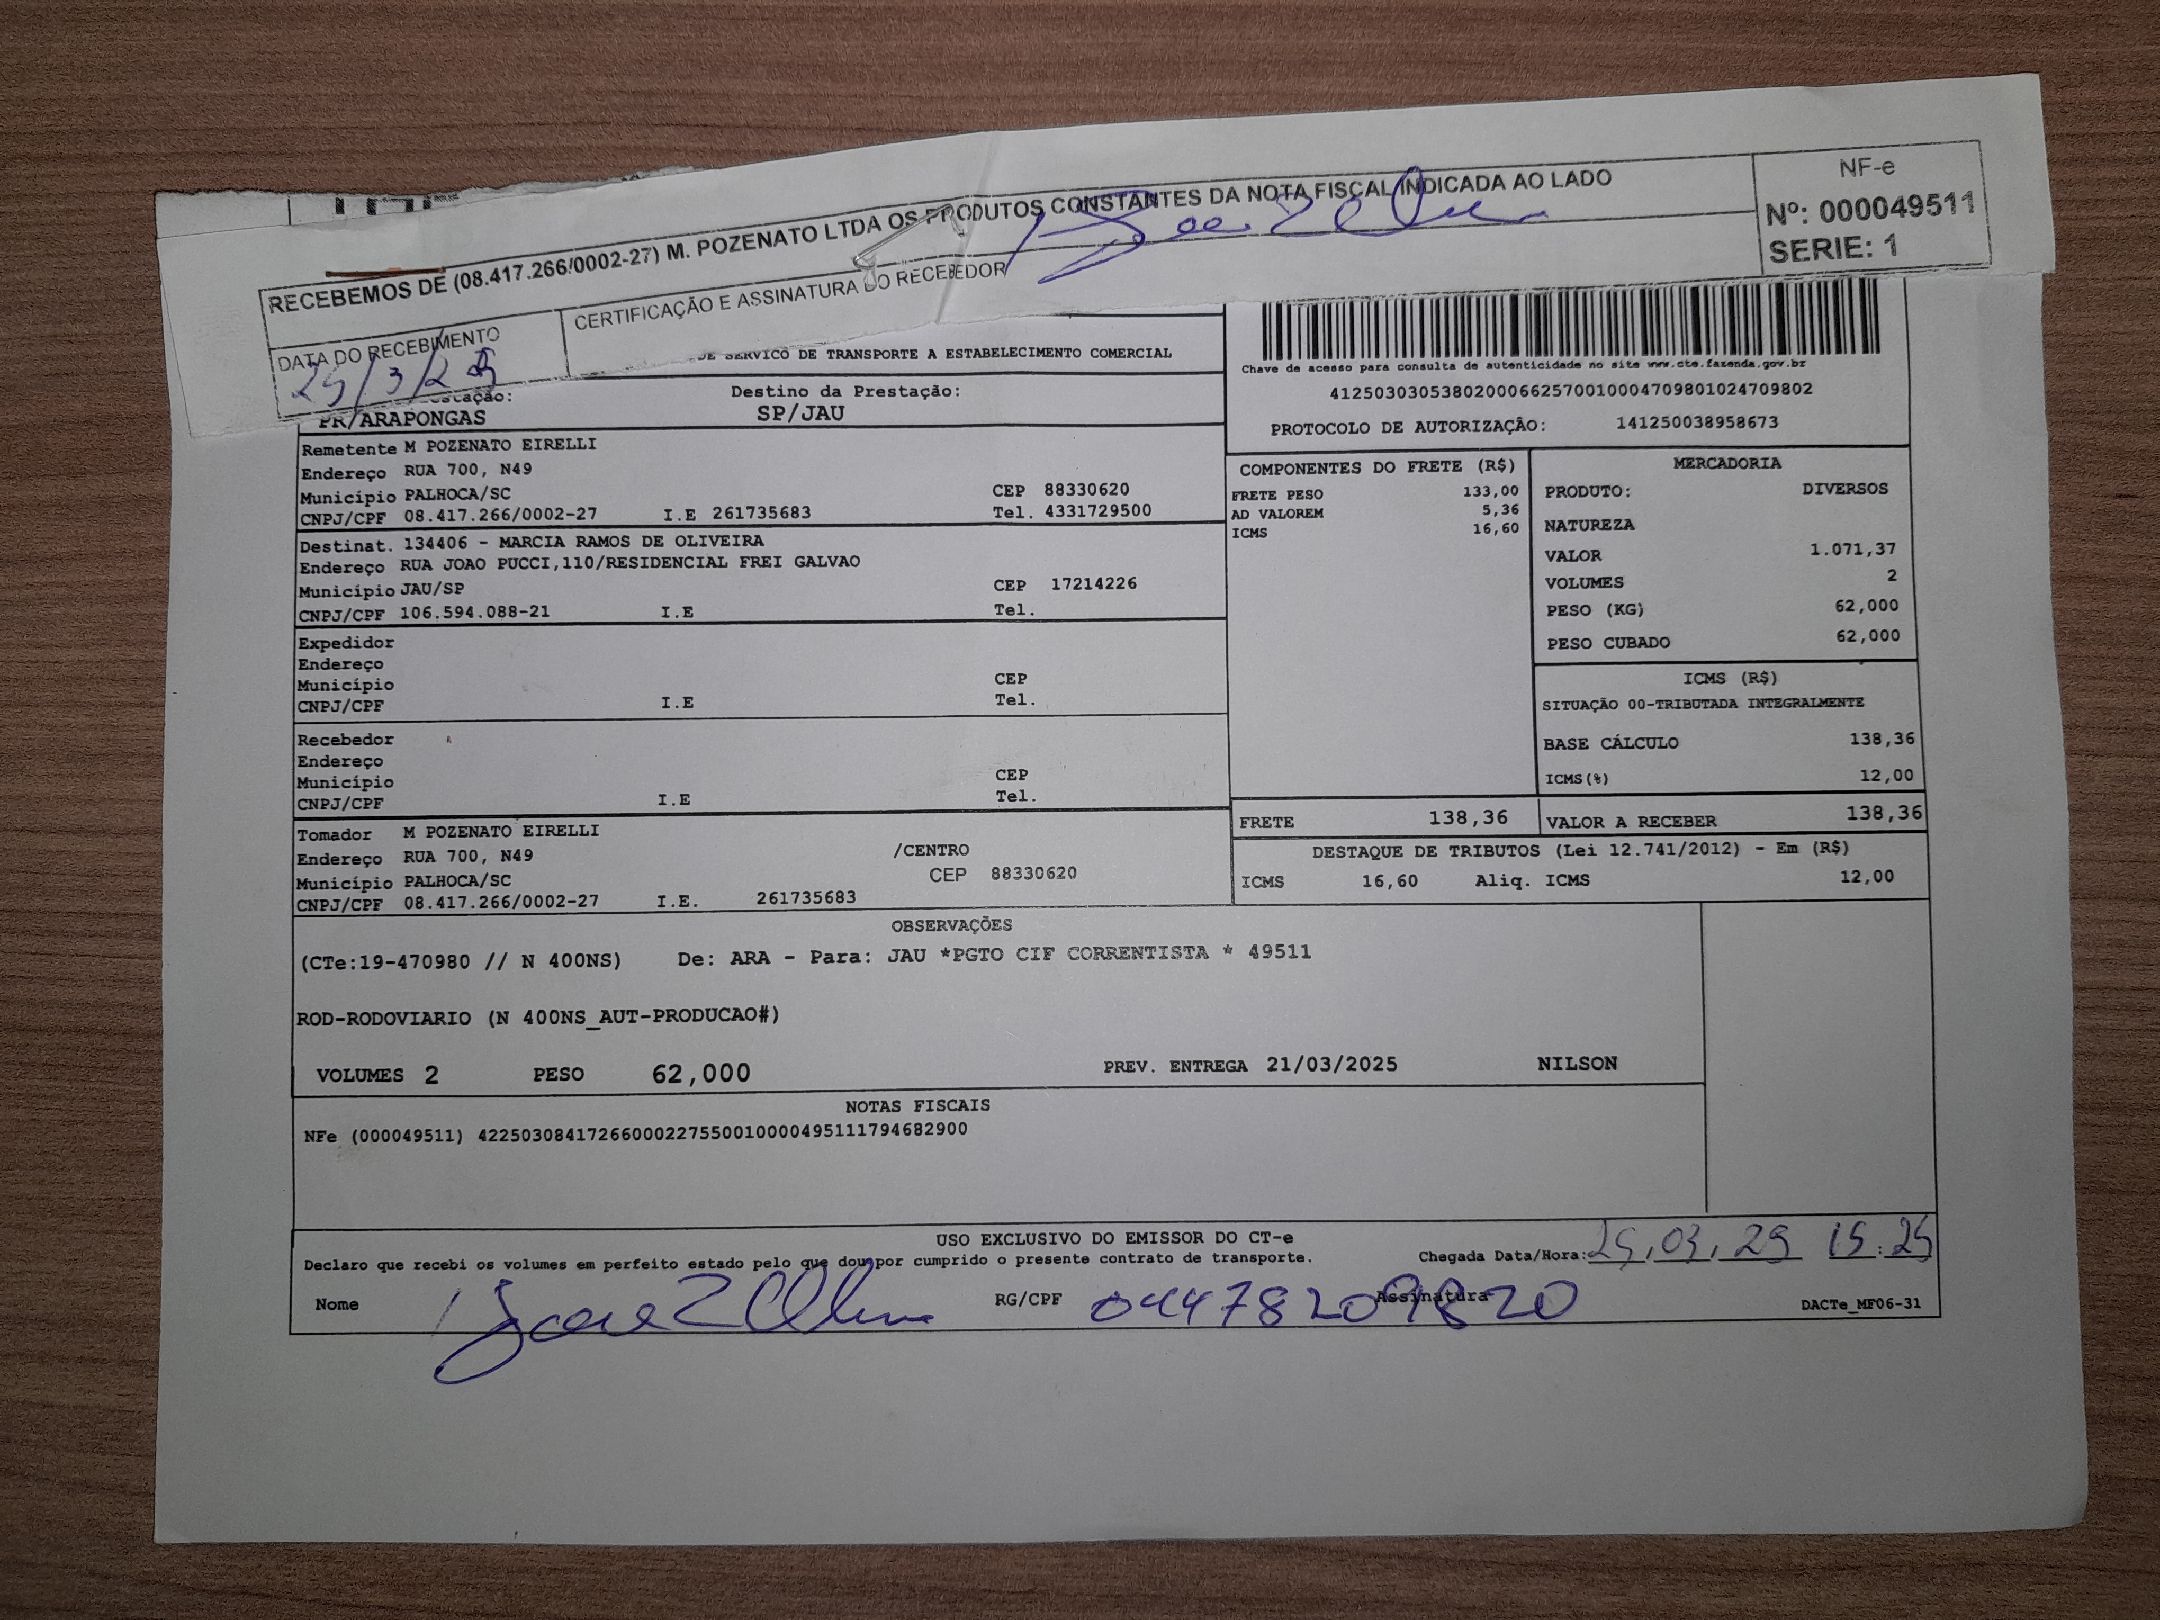 RECEBEMOS DE (08.417.266/0002-27) M. POZENATO LTDA OS PRODUTOS CONSTANTES DA NOTA FISCAL INDICADA AO LADO
NF-e
Nº: 000049511
SERIE: 1
DATA DO RECEBIMENTO
CERTIFICAÇÃO E ASSINATURA DO RECEBEDOR
DE SERVICO DE TRANSPORTE A ESTABELECIMENTO COMERCIAL
Chave de acesso para consulta de autenticidade no site www.cte.fazenda.gov.br
41250303053802000662570010004709801024709802
PROTOCOLO DE AUTORIZAÇÃO: 141250038958673
Destino da Prestação:
PR/ARAPONGAS SP/JAU
Remetente M POZENATO EIRELLI
Endereço RUA 700, N49
Município PALHOCA/SC CEP 88330620
CNPJ/CPF 08.417.266/0002-27 I.E 261735683 Tel. 4331729500
Destinat. 134406 - MARCIA RAMOS DE OLIVEIRA
Endereço RUA JOAO PUCCI,110/RESIDENCIAL FREI GALVAO
Município JAU/SP CEP 17214226
CNPJ/CPF 106.594.088-21 I.E Tel.
Expedidor
Endereço
Município CEP
CNPJ/CPF I.E Tel.
Recebedor
Endereço
Município CEP
CNPJ/CPF I.E Tel.
Tomador M POZENATO EIRELLI
Endereço RUA 700, N49 /CENTRO
Município PALHOCA/SC CEP 88330620
CNPJ/CPF 08.417.266/0002-27 I.E. 261735683
COMPONENTES DO FRETE (R$)
FRETE PESO 133,00
AD VALOREM 5,36
ICMS 16,60
MERCADORIA
PRODUTO: DIVERSOS
NATUREZA
VALOR 1.071,37
VOLUMES 2
PESO (KG) 62,000
PESO CUBADO 62,000
ICMS (R$)
SITUAÇÃO 00-TRIBUTADA INTEGRALMENTE
BASE CÁLCULO 138,36
ICMS(%) 12,00
FRETE 138,36 VALOR A RECEBER 138,36
DESTAQUE DE TRIBUTOS (Lei 12.741/2012) - Em (R$)
ICMS 16,60 Aliq. ICMS 12,00
OBSERVAÇÕES
(CTe:19-470980 // N 400NS) De: ARA - Para: JAU *PGTO CIF CORRENTISTA * 49511
ROD-RODOVIARIO (N 400NS_AUT-PRODUCAO#)
VOLUMES 2 PESO 62,000 PREV. ENTREGA 21/03/2025 NILSON
NOTAS FISCAIS
NFe (000049511) 42250308417266000227550010000495111794682900
USO EXCLUSIVO DO EMISSOR DO CT-e
Declaro que recebi os volumes em perfeito estado pelo que dou por cumprido o presente contrato de transporte. Chegada Data/Hora: 25,03,25 15:25
Nome RG/CPF 04478209820 Assinatura DACTe_MF06-31